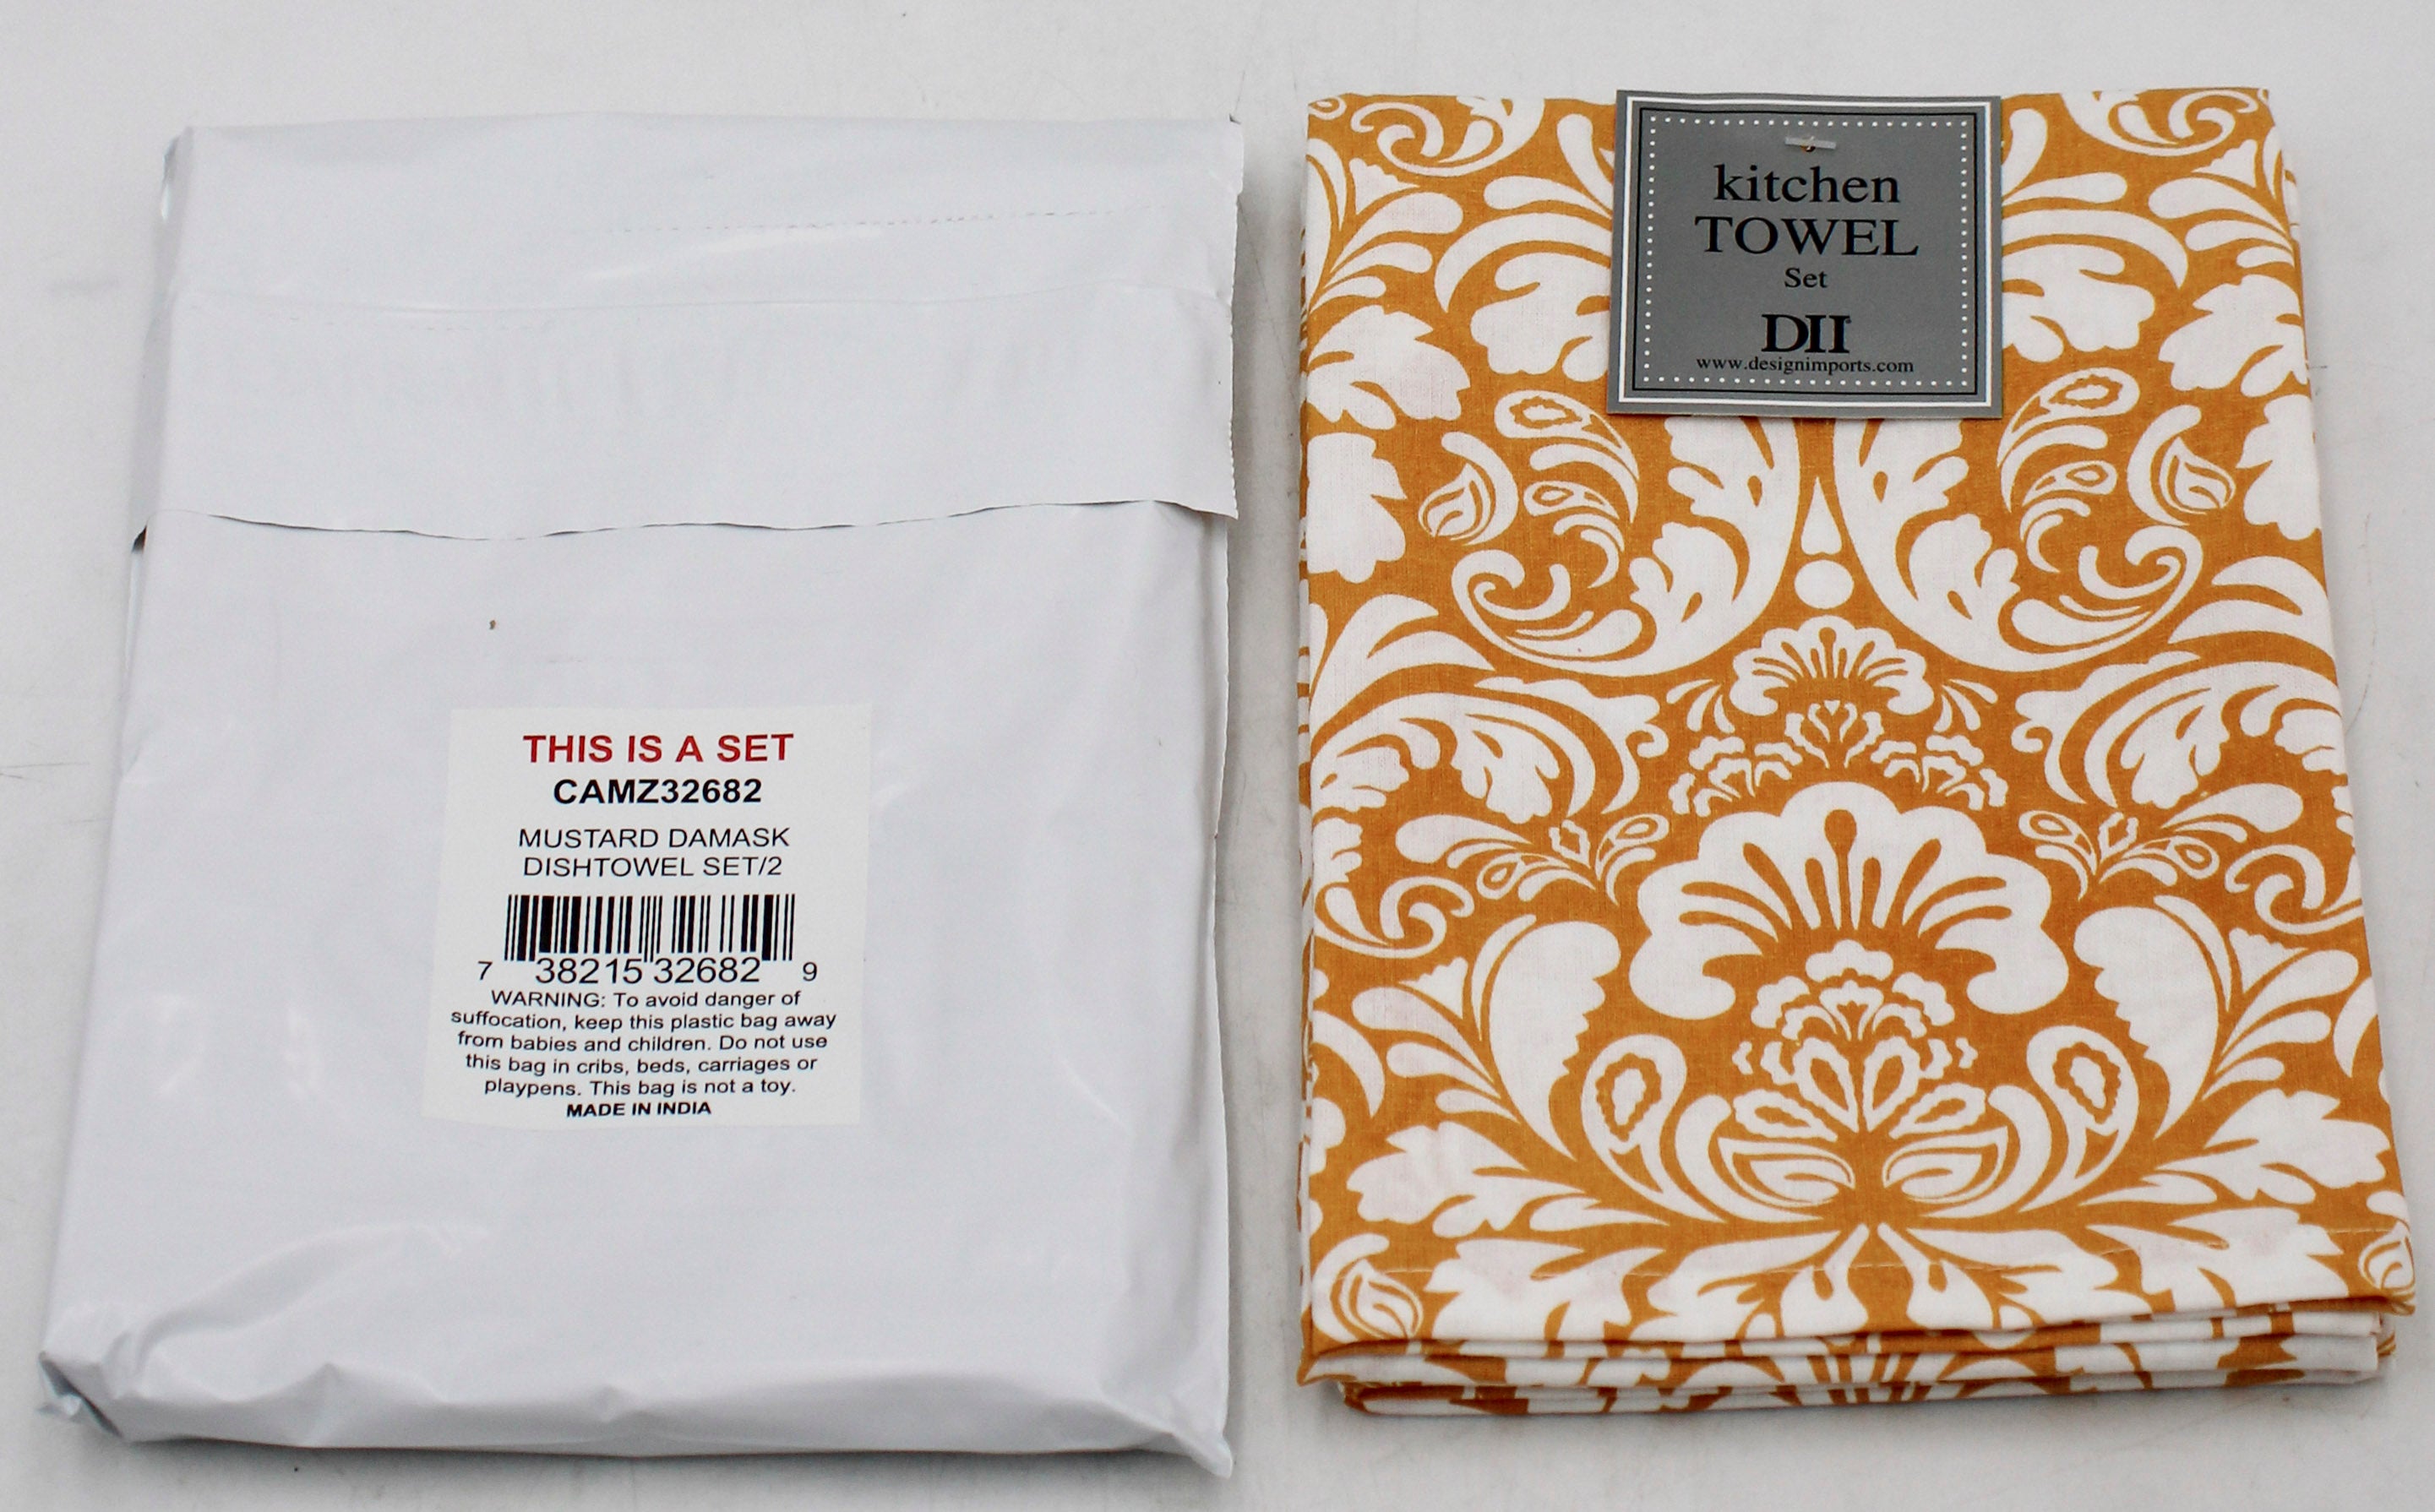 THIS IS A SET
CAMZ32682
MUSTARD DAMASK
DISHTOWEL SET/2
7 38215 32682 9
WARNING: To avoid danger of
suffocation, keep this plastic bag away
from babies and children. Do not use
this bag in cribs, beds, carriages or
playpens. This bag is not a toy.
MADE IN INDIA
kitchen
TOWEL
Set
DII
www.designimports.com